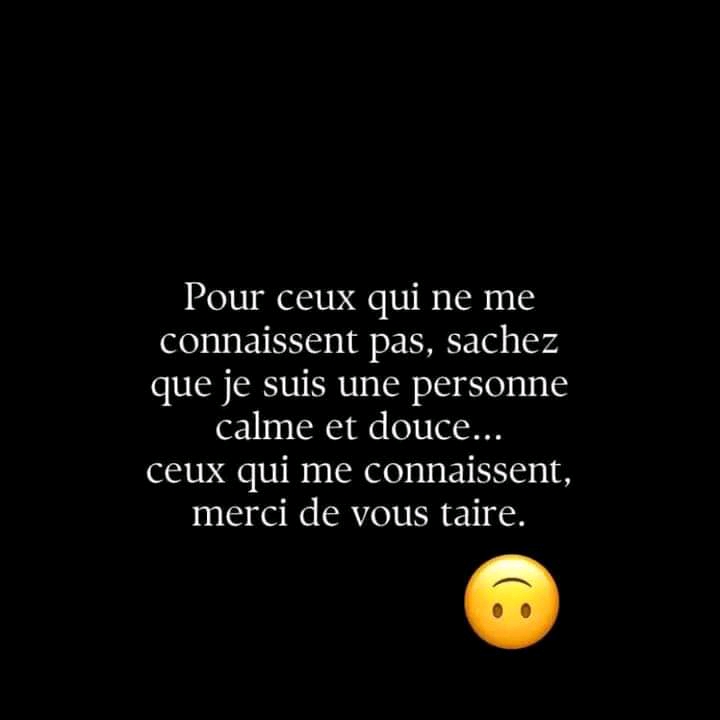 Pour ceux qui ne me
connaissent pas, sachez
que je suis une personne
calme et douce...
ceux qui me connaissent,
merci de vous taire.